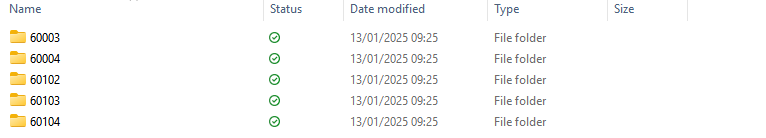 Name Status Date modified Type Size
60003 13/01/2025 09:25 File folder
60004 13/01/2025 09:25 File folder
60102 13/01/2025 09:25 File folder
60103 13/01/2025 09:25 File folder
60104 13/01/2025 09:25 File folder